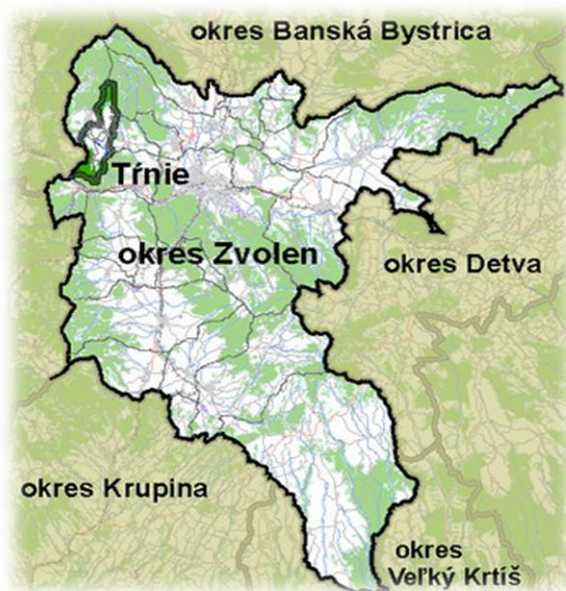 okres Banská Bystrica
Tŕnie
okres Zvolen
okres Detva
okres Krupina
okres
Veľký Krtíš